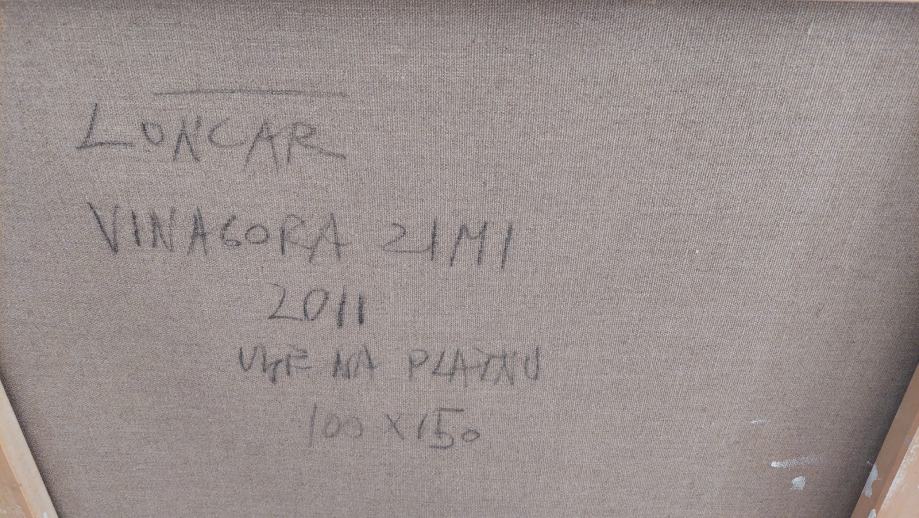 LONČAR
VINAGORA ZIMI
2011
ULJE NA PLATNU
100 X 150